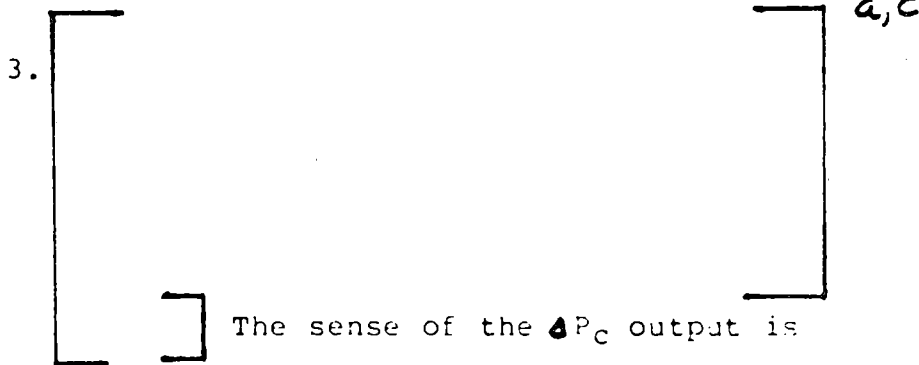 a,c
3.
The sense of the ΔPc output is